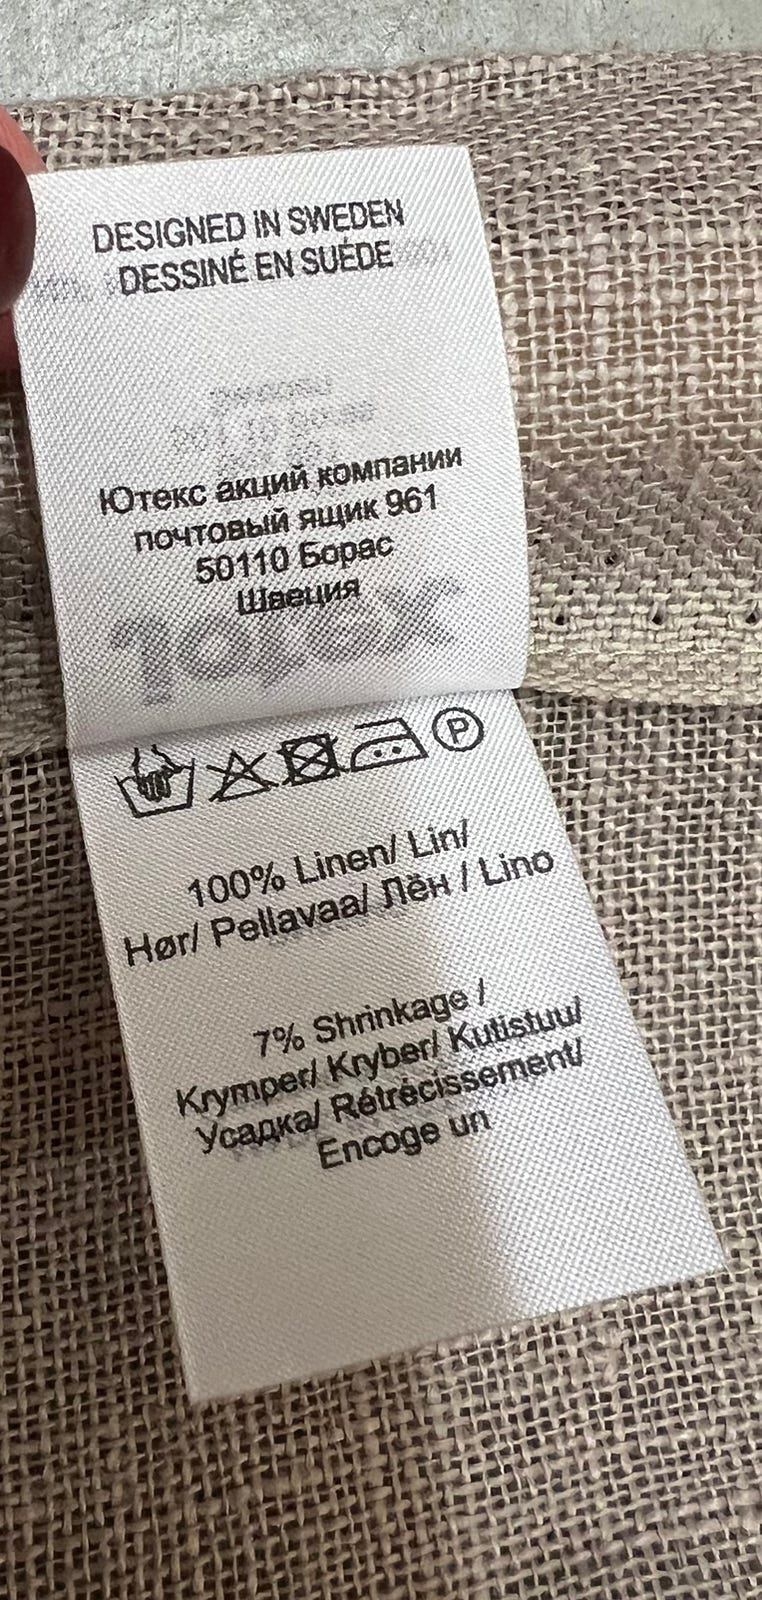 DESIGNED IN SWEDEN
DESSINÉ EN SUÉDE
Ютекс акций компании
почтовый ящик 961
50110 Борас
Швеция
P
100% Linen/ Lin/
Hør/ Pellavaa/ Лён / Lino
7% Shrinkage /
Krymper/ Kryber/ Kutistuu/
Усадка/ Rétrécissement/
Encoge un